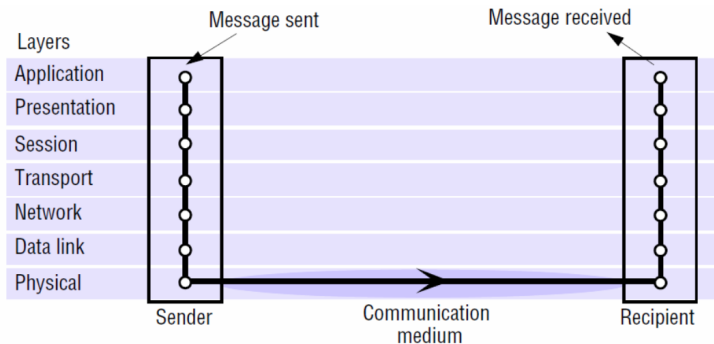 Message sent
Message received
Layers
Application
Presentation
Session
Transport
Network
Data link
Physical
Sender
Communication
medium
Recipient